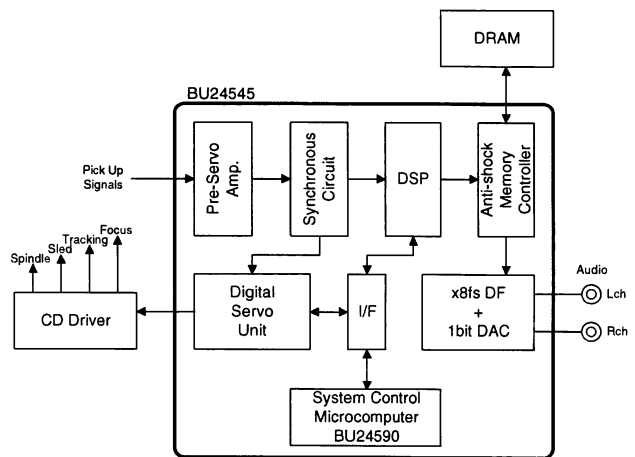 DRAM
BU24545
Pick Up
Signals
Pre-Servo
Amp.
Synchronous
Circuit
DSP
Anti-shock
Memory
Controller
Focus
Tracking
Sled
Spindle
CD Driver
Digital
Servo
Unit
I/F
x8fs DF
+
1bit DAC
Audio
Lch
Rch
System Control
Microcomputer
BU24590